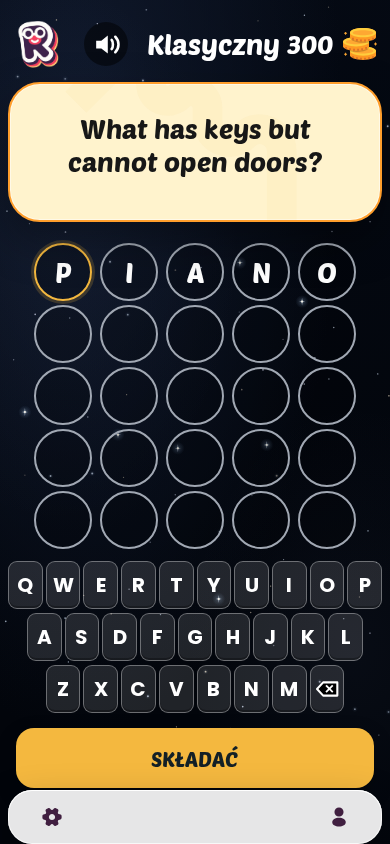 R
Klasyczny 300
What has keys but
cannot open doors?
P I A N O
Q W E R T Y U I O P
A S D F G H J K L
Z X C V B N M
SKŁADAĆ